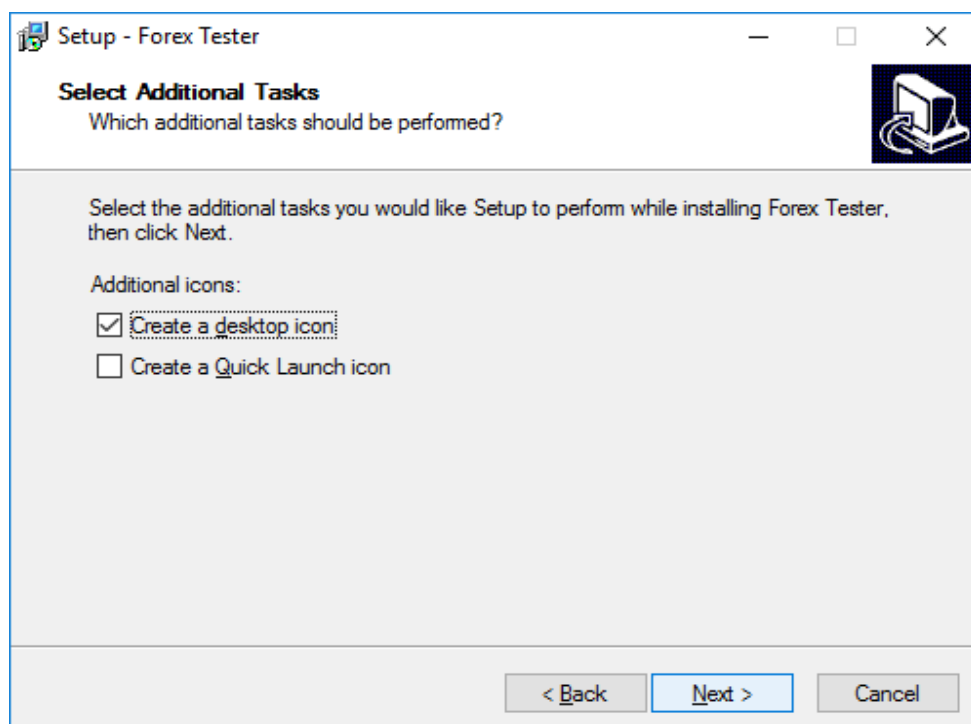 Setup - Forex Tester
Select Additional Tasks
Which additional tasks should be performed?
Select the additional tasks you would like Setup to perform while installing Forex Tester,
then click Next.
Additional icons:
Create a desktop icon
Create a Quick Launch icon
< Back Next > Cancel